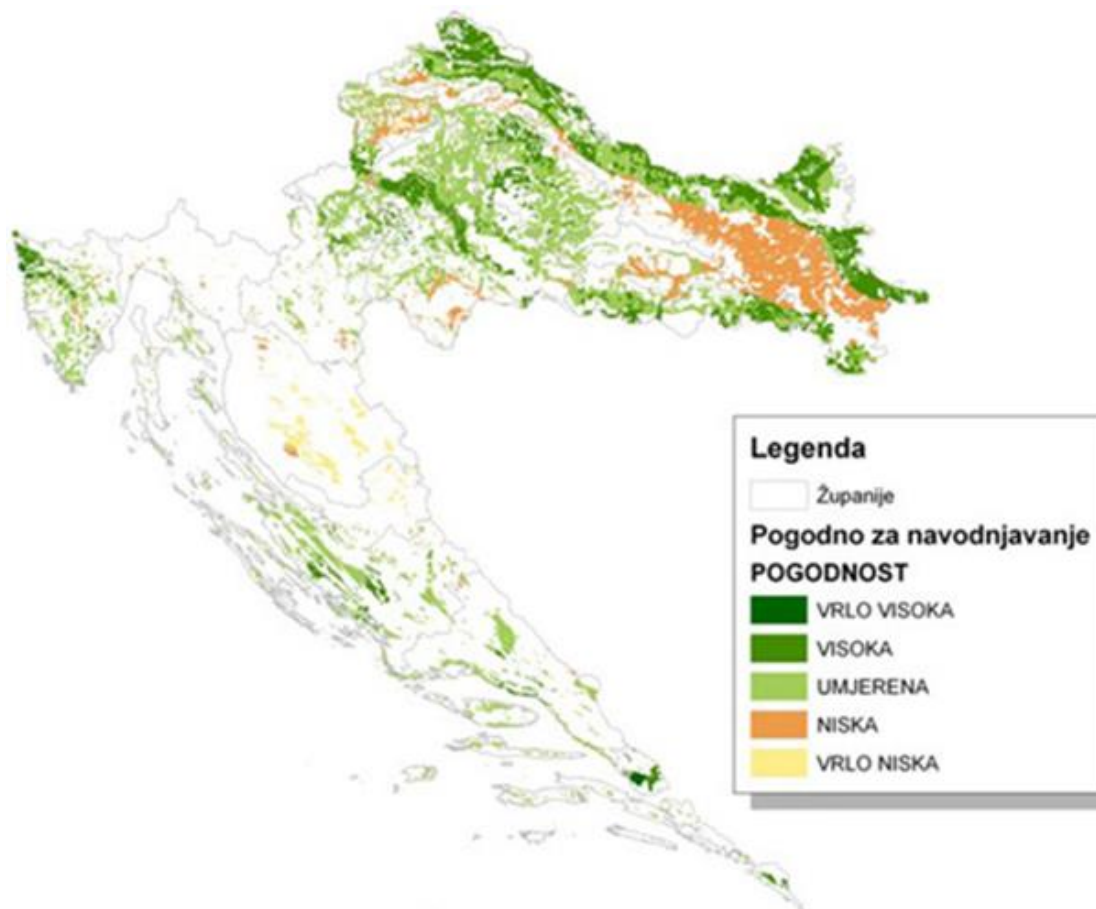 Legenda
Županije
Pogodno za navodnjavanje
POGODNOST
VRLO VISOKA
VISOKA
UMJERENA
NISKA
VRLO NISKA